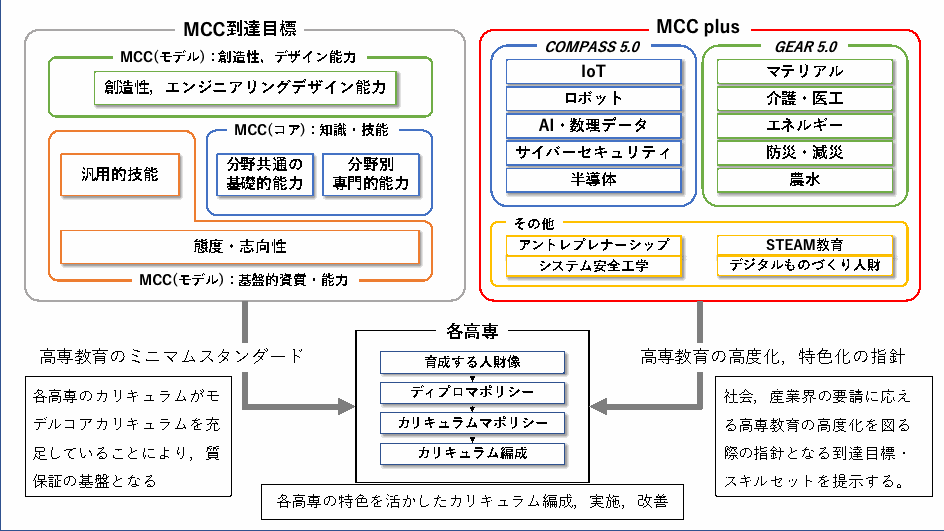 MCC到達目標
MCC(モデル)：創造性、デザイン能力
創造性，エンジニアリングデザイン能力
MCC(コア)：知識・技能
汎用的技能
分野共通の
基礎的能力
分野別
専門的能力
態度・志向性
MCC(モデル)：基盤的資質・能力
MCC plus
COMPASS 5.0
IoT
ロボット
AI・数理データ
サイバーセキュリティ
半導体
GEAR 5.0
マテリアル
介護・医工
エネルギー
防災・減災
農水
その他
アントレプレナーシップ
システム安全工学
STEAM教育
デジタルものづくり人財
高専教育のミニマムスタンダード
各高専のカリキュラムがモ
デルコアカリキュラムを充
足していることにより，質
保証の基盤となる
各高専
育成する人財像
ディプロマポリシー
カリキュラムマポリシー
カリキュラム編成
高専教育の高度化，特色化の指針
社会，産業界の要請に応え
る高専教育の高度化を図る
際の指針となる到達目標・
スキルセットを提示する。
各高専の特色を活かしたカリキュラム編成，実施，改善